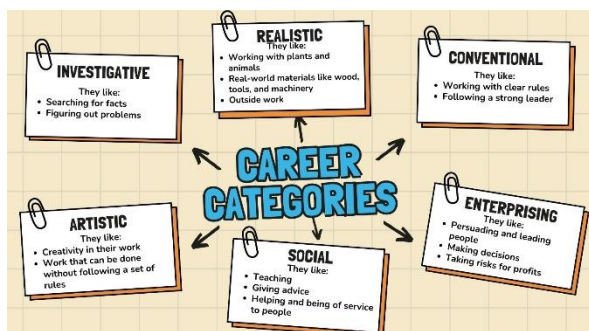 INVESTIGATIVE
They like:
• Searching for facts
• Figuring out problems
REALISTIC
They like:
• Working with plants and
animals
• Real-world materials like wood,
tools, and machinery
• Outside work
CONVENTIONAL
They like:
• Working with clear rules
• Following a strong leader
CAREER
CATEGORIES
ARTISTIC
They like:
• Creativity in their work
• Work that can be done
without following a set of
rules
SOCIAL
They like:
• Teaching
• Giving advice
• Helping and being of service
to people
ENTERPRISING
They like:
• Persuading and leading
people
• Making decisions
• Taking risks for profits